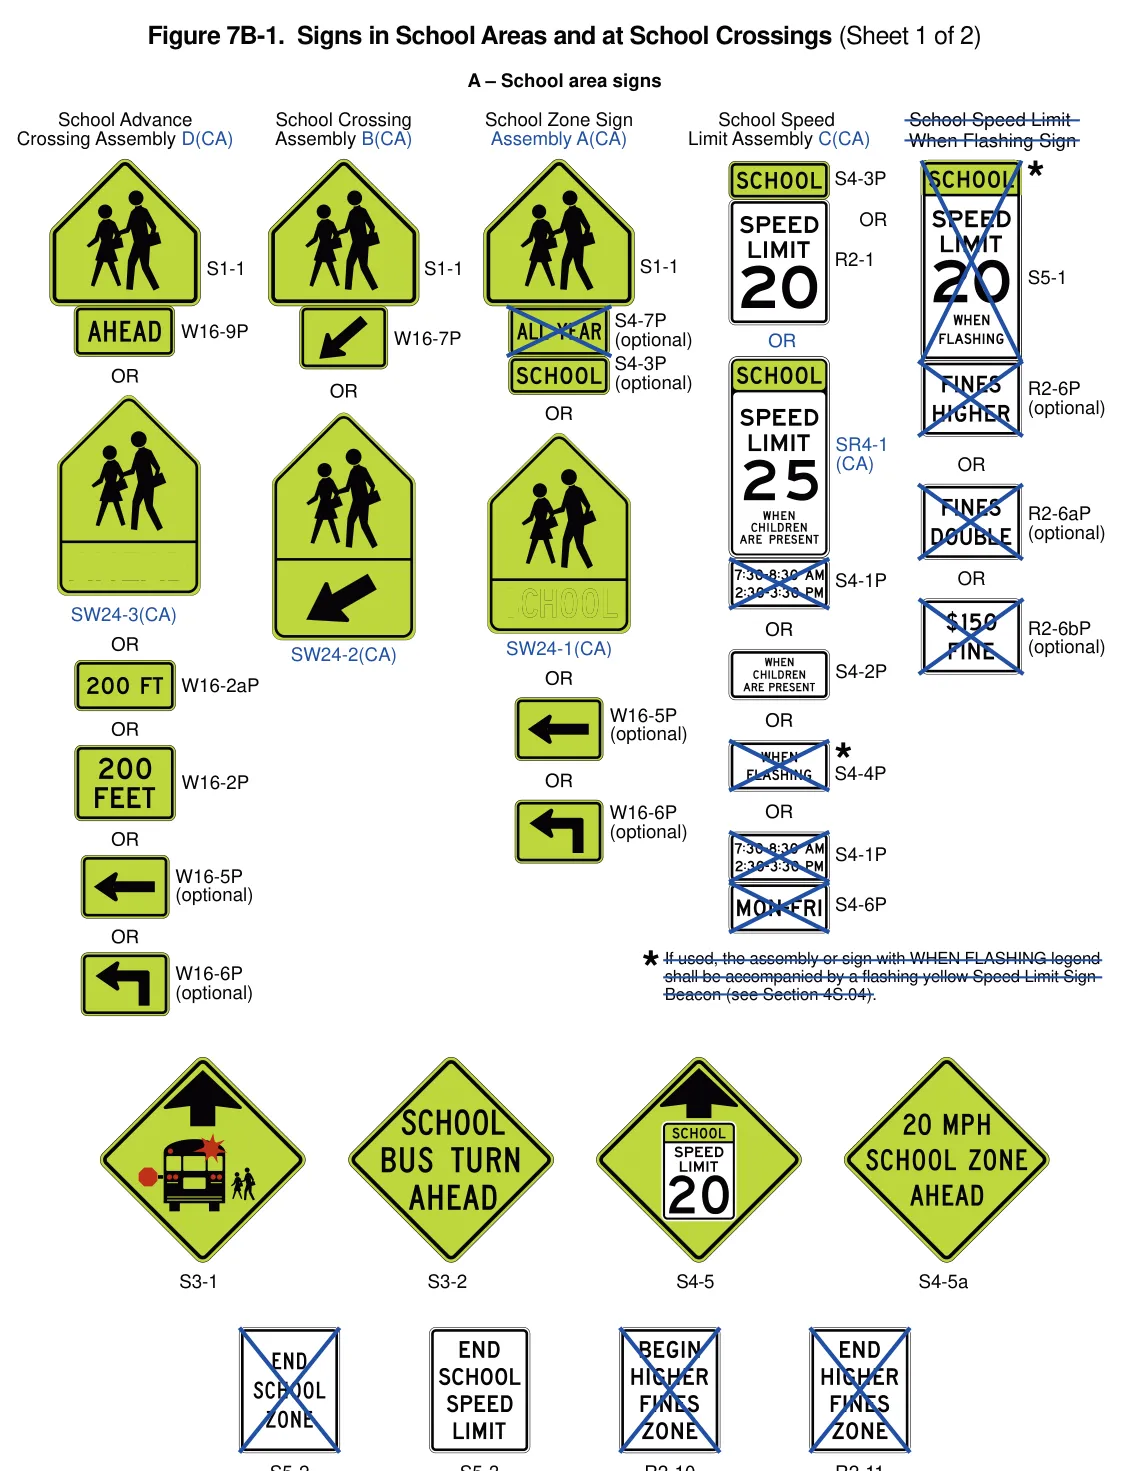 Figure 7B-1. Signs in School Areas and at School Crossings (Sheet 1 of 2)
A – School area signs
School Advance
Crossing Assembly D(CA)
S1-1
AHEAD
W16-9P
OR
SW24-3(CA)
OR
200 FT
W16-2aP
OR
200
FEET
W16-2P
OR
W16-5P
(optional)
OR
W16-6P
(optional)
School Crossing
Assembly B(CA)
S1-1
W16-7P
OR
SW24-2(CA)
School Zone Sign
Assembly A(CA)
S1-1
ALL YEAR
S4-7P
(optional)
SCHOOL
S4-3P
(optional)
OR
SCHOOL
SW24-1(CA)
OR
W16-5P
(optional)
OR
W16-6P
(optional)
School Speed
Limit Assembly C(CA)
SCHOOL
S4-3P
OR
SPEED
LIMIT
20
R2-1
OR
SCHOOL
SPEED
LIMIT
25
WHEN
CHILDREN
ARE PRESENT
SR4-1
(CA)
7:30-8:30 AM
2:30-3:30 PM
S4-1P
OR
WHEN
CHILDREN
ARE PRESENT
S4-2P
OR
WHEN
FLASHING
*
S4-4P
OR
7:30-8:30 AM
2:30-3:30 PM
S4-1P
MON-FRI
S4-6P
School Speed Limit
When Flashing Sign
SCHOOL
*
SPEED
LIMIT
20
WHEN
FLASHING
S5-1
FINES
HIGHER
R2-6P
(optional)
OR
FINES
DOUBLE
R2-6aP
(optional)
OR
$150
FINE
R2-6bP
(optional)
* If used, the assembly or sign with WHEN FLASHING legend
shall be accompanied by a flashing yellow Speed Limit Sign
Beacon (see Section 4S.04).
S3-1
SCHOOL
BUS TURN
AHEAD
S3-2
SCHOOL
SPEED
LIMIT
20
S4-5
20 MPH
SCHOOL ZONE
AHEAD
S4-5a
END
SCHOOL
ZONE
END
SCHOOL
SPEED
LIMIT
BEGIN
HIGHER
FINES
ZONE
END
HIGHER
FINES
ZONE